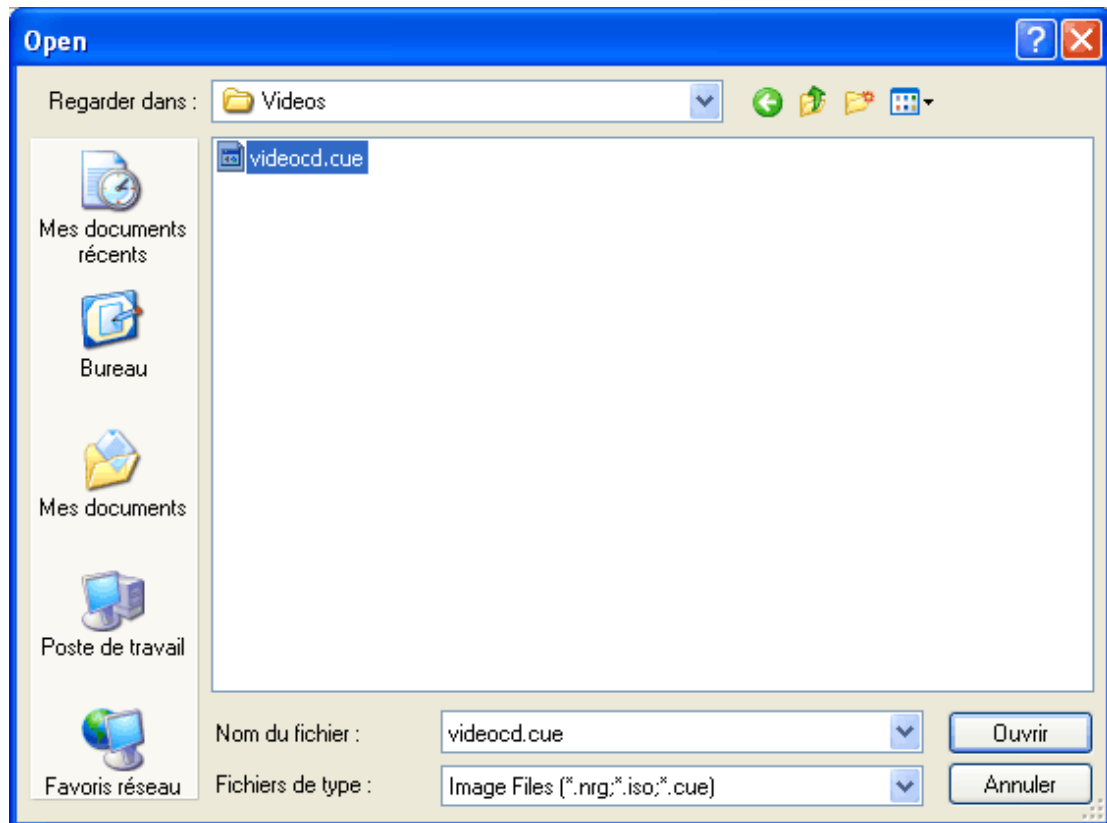 Open
Regarder dans :
Videos
videocd.cue
Mes documents
récents
Bureau
Mes documents
Poste de travail
Favoris réseau
Nom du fichier :
videocd.cue
Ouvrir
Fichiers de type :
Image Files (*.nrg;*.iso;*.cue)
Annuler